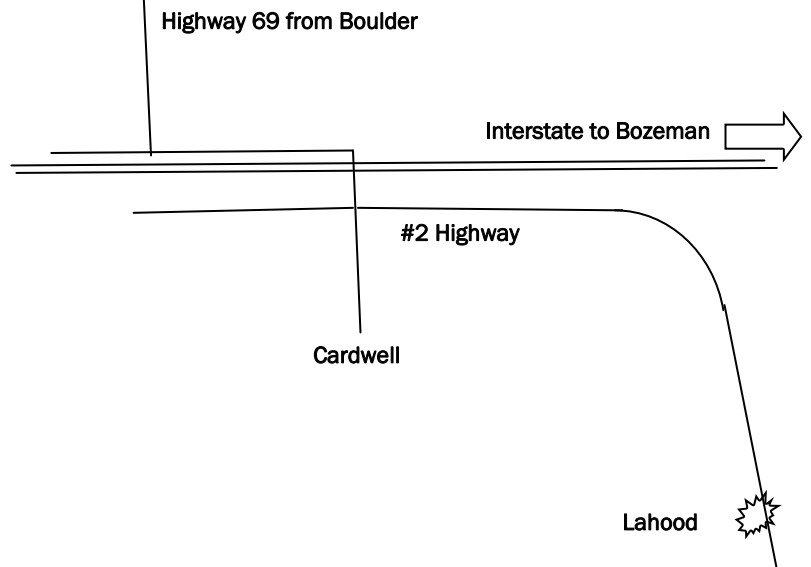 Highway 69 from Boulder
Interstate to Bozeman
#2 Highway
Cardwell
Lahood